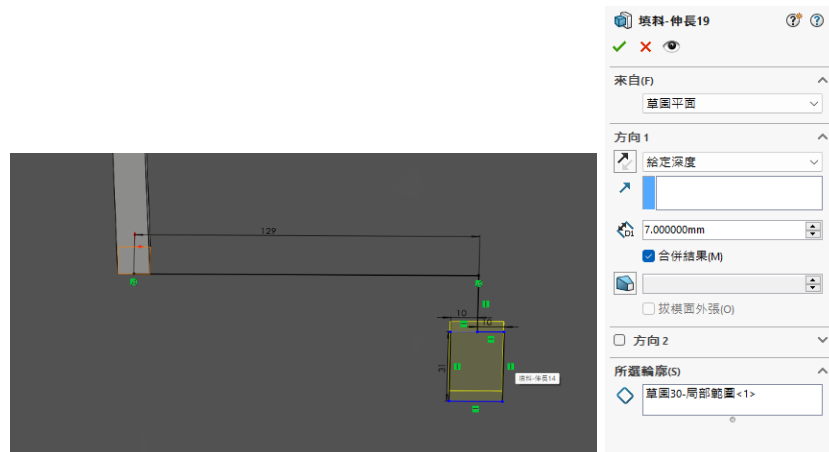 填料-伸長19
來自(F)
草圖平面
方向 1
給定深度
D1
7.000000mm
合併結果(M)
拔模面外張(O)
方向 2
所選輪廓(S)
草圖30-局部範圍<1>
129
10
10
31
填料-伸長14